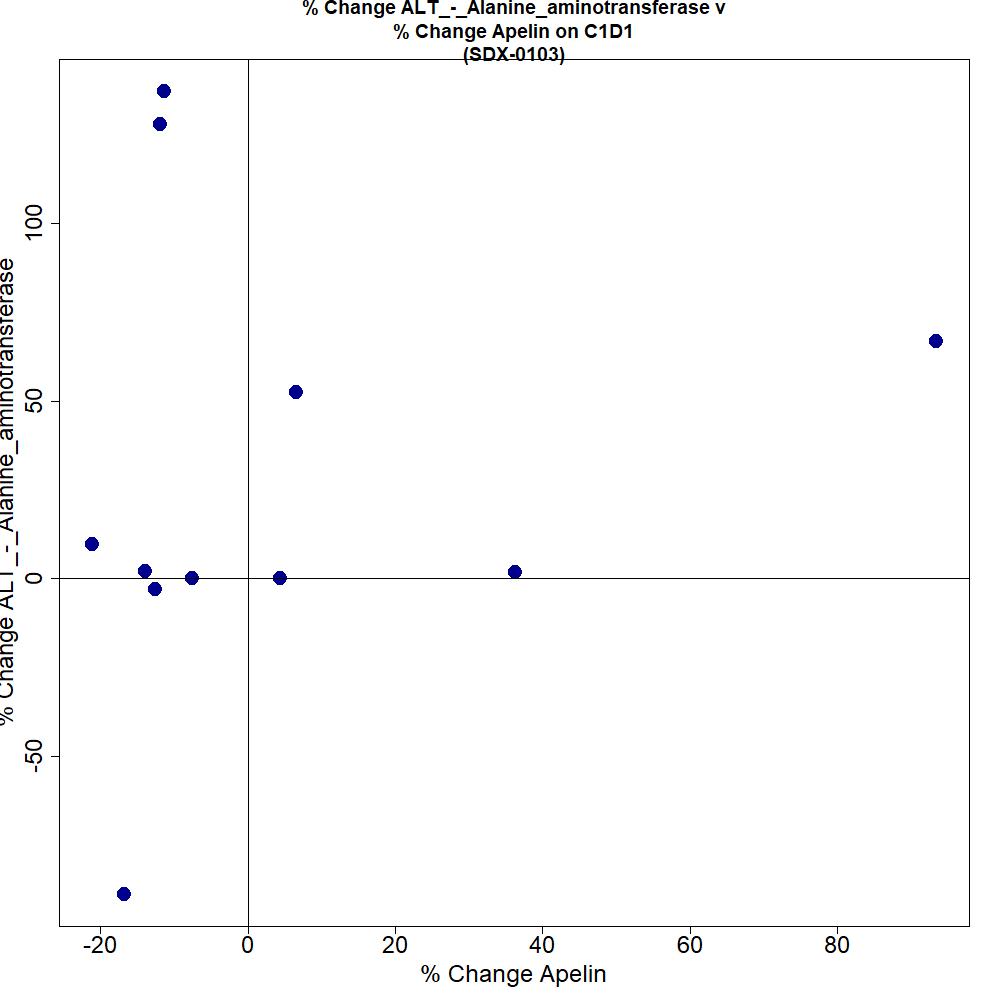 % Change ALT_-_Alanine_aminotransferase v
% Change Apelin on C1D1
(SDX-0103)
% Change ALT_-_Alanine_aminotransferase
100
50
0
-50
-20
0
20
40
60
80
% Change Apelin